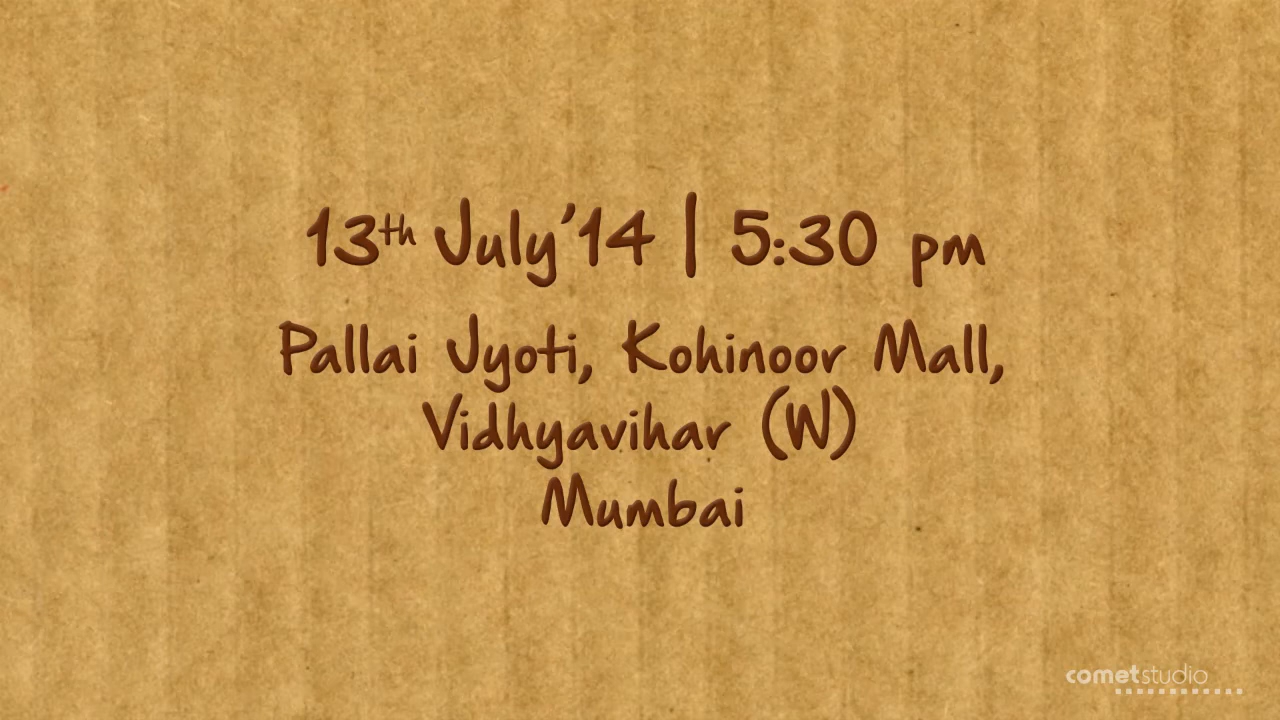 13th July'14 | 5:30 pm
Pallai Jyoti, Kohinoor Mall,
Vidhyavihar (W)
Mumbai
cometstudio